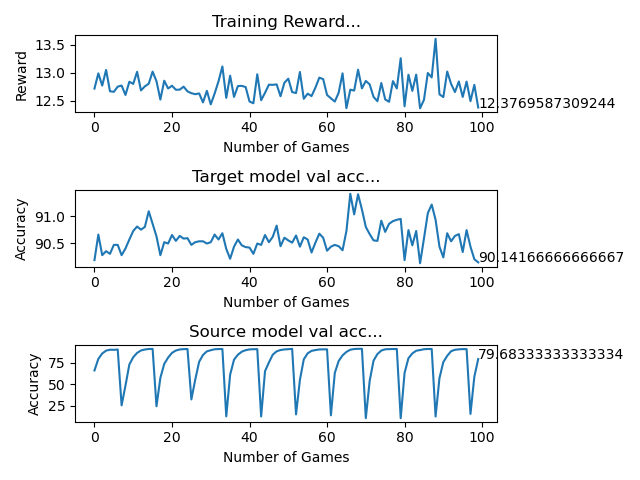 Training Reward...
Reward
13.5
13.0
12.5
12.3769587309244
0 20 40 60 80 100
Number of Games
Target model val acc...
Accuracy
91.0
90.5
90.14166666666667
0 20 40 60 80 100
Number of Games
Source model val acc...
Accuracy
75
50
25
79.68333333333334
0 20 40 60 80 100
Number of Games